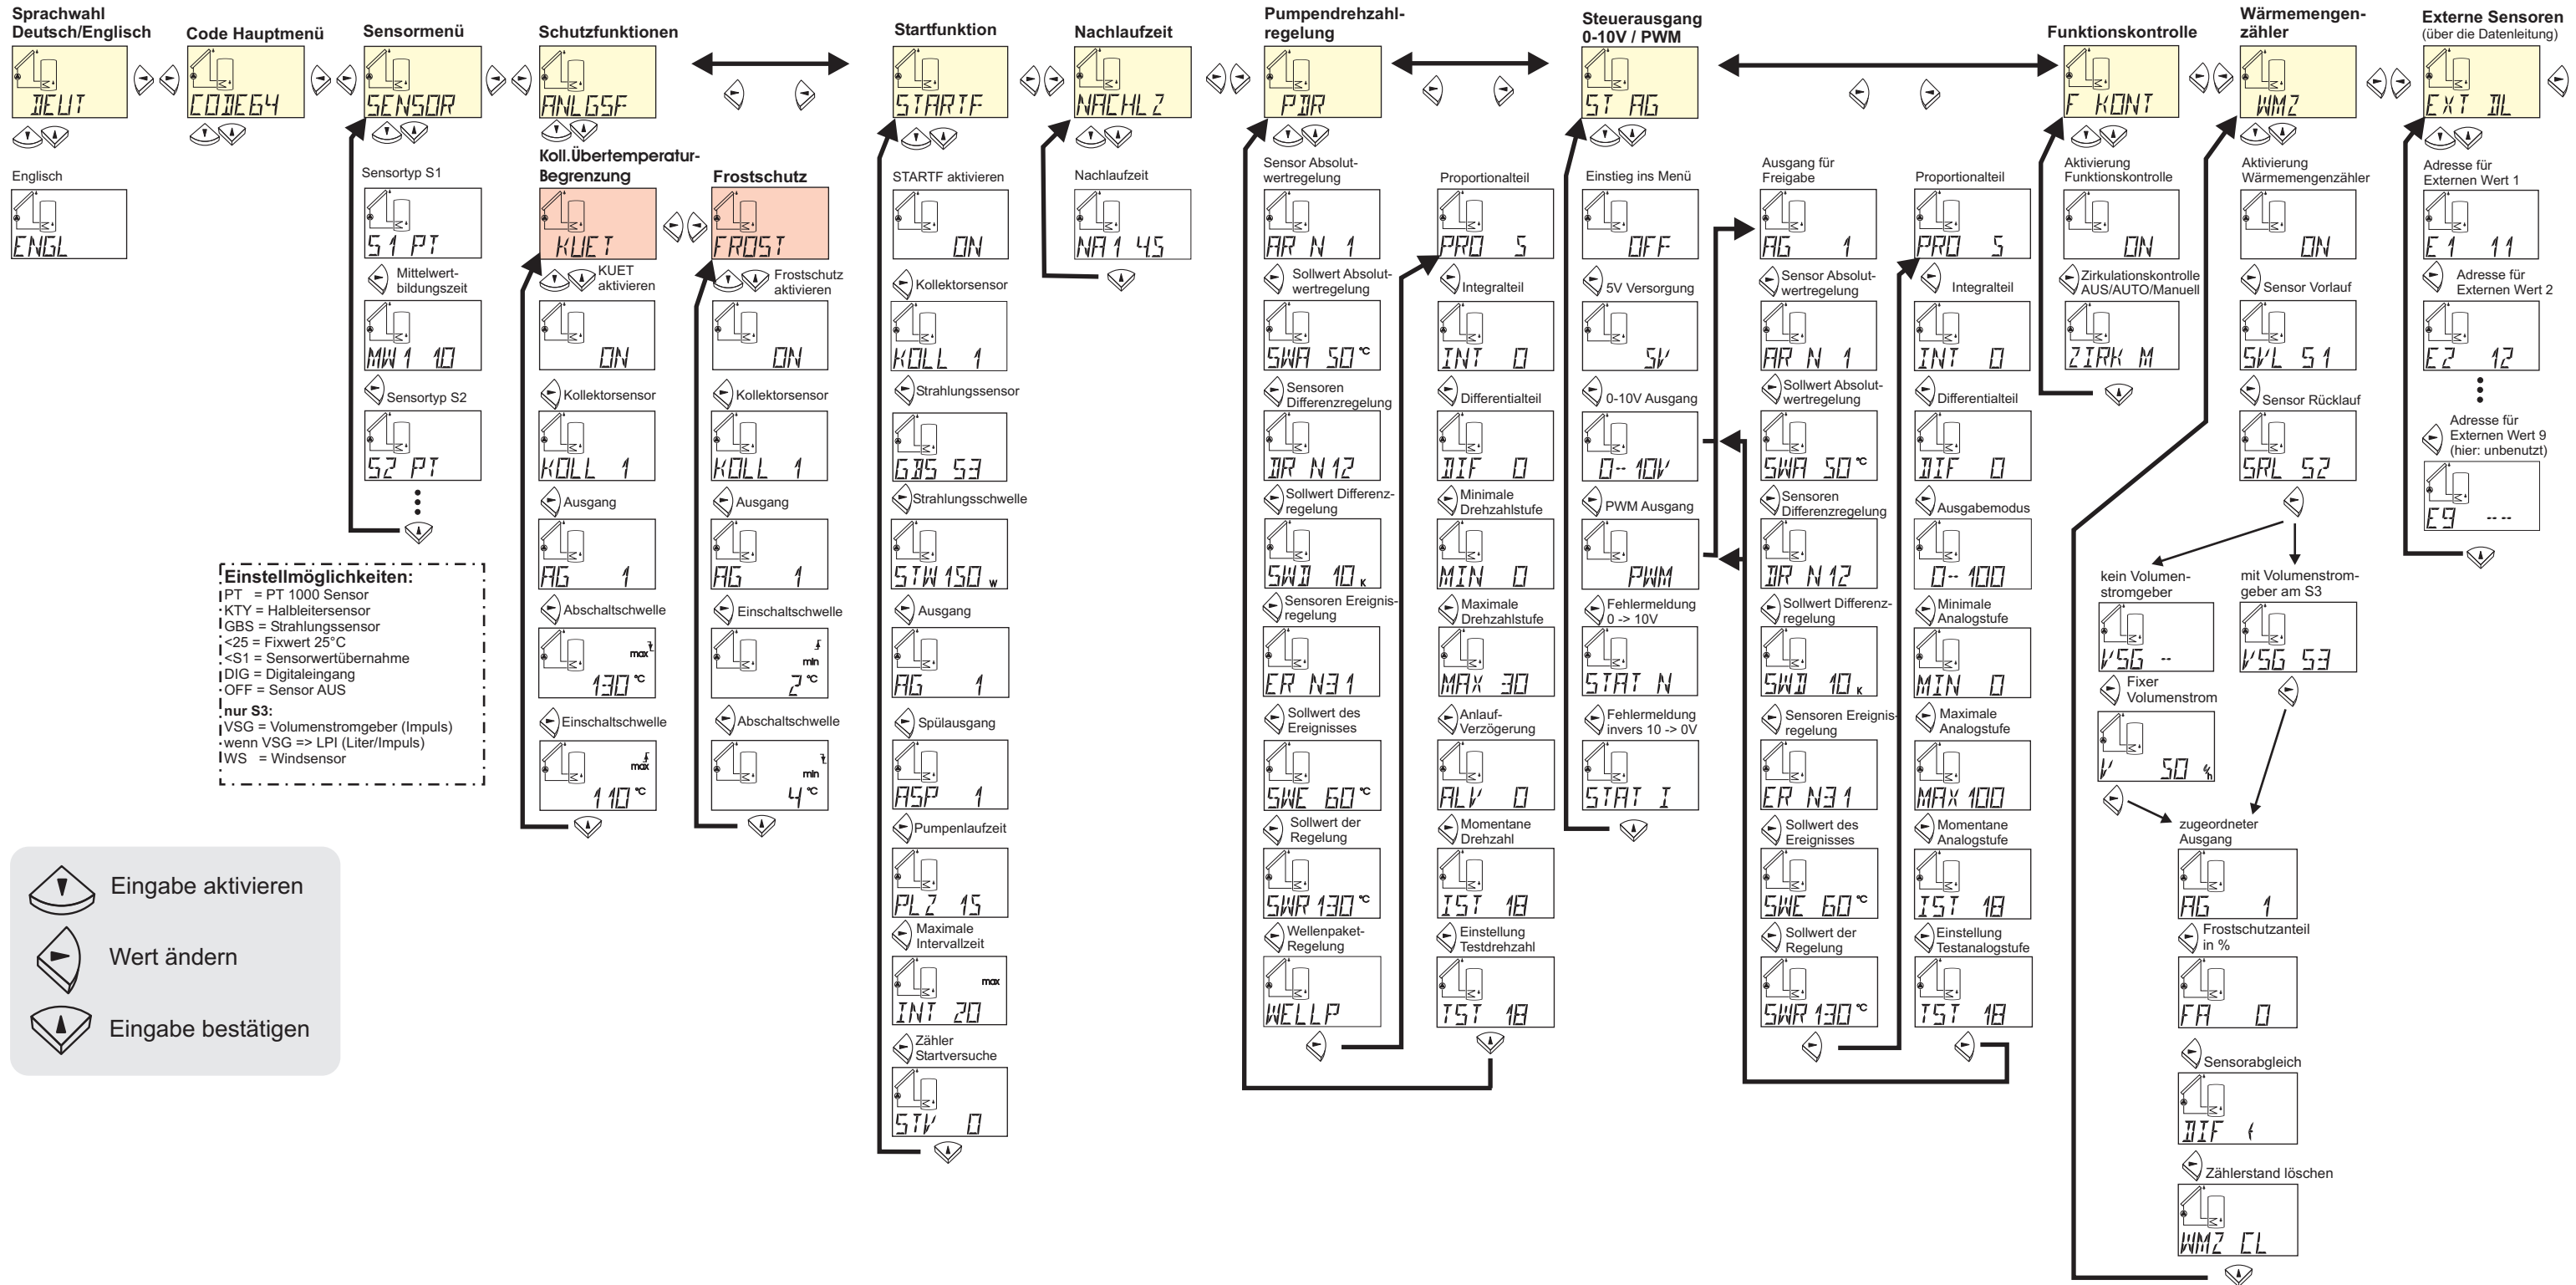 Sprachwahl
Deutsch/Englisch
DEUT
Englisch
ENGL
Code Hauptmenü
CODE64
Sensormenü
SENSOR
Sensortyp S1
S1 PT
Mittelwert-
bildungszeit
MW1 10
Sensortyp S2
S2 PT
Einstellmöglichkeiten:
PT = PT 1000 Sensor
KTY = Halbleitersensor
GBS = Strahlungssensor
<25 = Fixwert 25°C
<S1 = Sensorwertübernahme
DIG = Digitaleingang
OFF = Sensor AUS
nur S3:
VSG = Volumenstromgeber (Impuls)
wenn VSG => LPI (Liter/Impuls)
WS = Windsensor
Eingabe aktivieren
Wert ändern
Eingabe bestätigen
Schutzfunktionen
ANLGSF
Koll.Übertemperatur-
Begrenzung
KUET
KUET
aktivieren
ON
Kollektorsensor
KOLL 1
Ausgang
AG 1
Abschaltschwelle
max
130 °C
Einschaltschwelle
max
110 °C
Frostschutz
FROST
Frostschutz
aktivieren
ON
Kollektorsensor
KOLL 1
Ausgang
AG 1
Einschaltschwelle
min
2 °C
Abschaltschwelle
min
4 °C
Startfunktion
STARTF
STARTF aktivieren
ON
Kollektorsensor
KOLL 1
Strahlungssensor
GBS S3
Strahlungsschwelle
STW 150 W
Ausgang
AG 1
Spülausgang
ASP 1
Pumpenlaufzeit
PLZ 15
Maximale
Intervallzeit
max
INT 20
Zähler
Startversuche
STV 0
Nachlaufzeit
NACHLZ
Nachlaufzeit
NA1 45
Pumpendrehzahl-
regelung
PDR
Sensor Absolut-
wertregelung
AR N 1
Sollwert Absolut-
wertregelung
SWA 50 °C
Sensoren
Differenzregelung
DR N12
Sollwert Differenz-
regelung
SWD 10 K
Sensoren Ereignis-
regelung
ER N31
Sollwert des
Ereignisses
SWE 60 °C
Sollwert der
Regelung
SWR 130 °C
Wellenpaket-
Regelung
WELLP
Proportionalteil
PRO 5
Integralteil
INT 0
Differentialteil
DIF 0
Minimale
Drehzahlstufe
MIN 0
Maximale
Drehzahlstufe
MAX 30
Anlauf-
Verzögerung
ALV 0
Momentane
Drehzahl
IST 18
Einstellung
Testdrehzahl
TST 18
Steuerausgang
0-10V / PWM
ST AG
Einstieg ins Menü
OFF
5V Versorgung
5V
0-10V Ausgang
0-- 10V
PWM Ausgang
PWM
Fehlermeldung
0 -> 10V
STAT N
Fehlermeldung
invers 10 -> 0V
STAT I
Ausgang für
Freigabe
AG 1
Sensor Absolut-
wertregelung
AR N 1
Sollwert Absolut-
wertregelung
SWA 50 °C
Sensoren
Differenzregelung
DR N12
Sollwert Differenz-
regelung
SWD 10 K
Sensoren Ereignis-
regelung
ER N31
Sollwert des
Ereignisses
SWE 60 °C
Sollwert der
Regelung
SWR 130 °C
Proportionalteil
PRO 5
Integralteil
INT 0
Differentialteil
DIF 0
Ausgabemodus
0-- 100
Minimale
Analogstufe
MIN 0
Maximale
Analogstufe
MAX 100
Momentane
Analogstufe
IST 18
Einstellung
Testanalogstufe
TST 18
Funktionskontrolle
F KONT
Aktivierung
Funktionskontrolle
ON
Zirkulationskontrolle
AUS/AUTO/Manuell
ZIRK M
Wärmemengen-
zähler
WMZ
Aktivierung
Wärmemengenzähler
ON
Sensor Vorlauf
SVL S1
Sensor Rücklauf
SRL S2
kein Volumen-
stromgeber
VSG --
Fixer
Volumenstrom
V 50 l/h
mit Volumenstrom-
geber am S3
VSG S3
zugeordneter
Ausgang
AG 1
Frostschutzanteil
in %
FA 0
Sensorabgleich
DIF
Zählerstand löschen
WMZ CL
Externe Sensoren
(über die Datenleitung)
EXT DL
Adresse für
Externen Wert 1
E1 11
Adresse für
Externen Wert 2
E2 12
Adresse für
Externen Wert 9
(hier: unbenutzt)
E9 ----